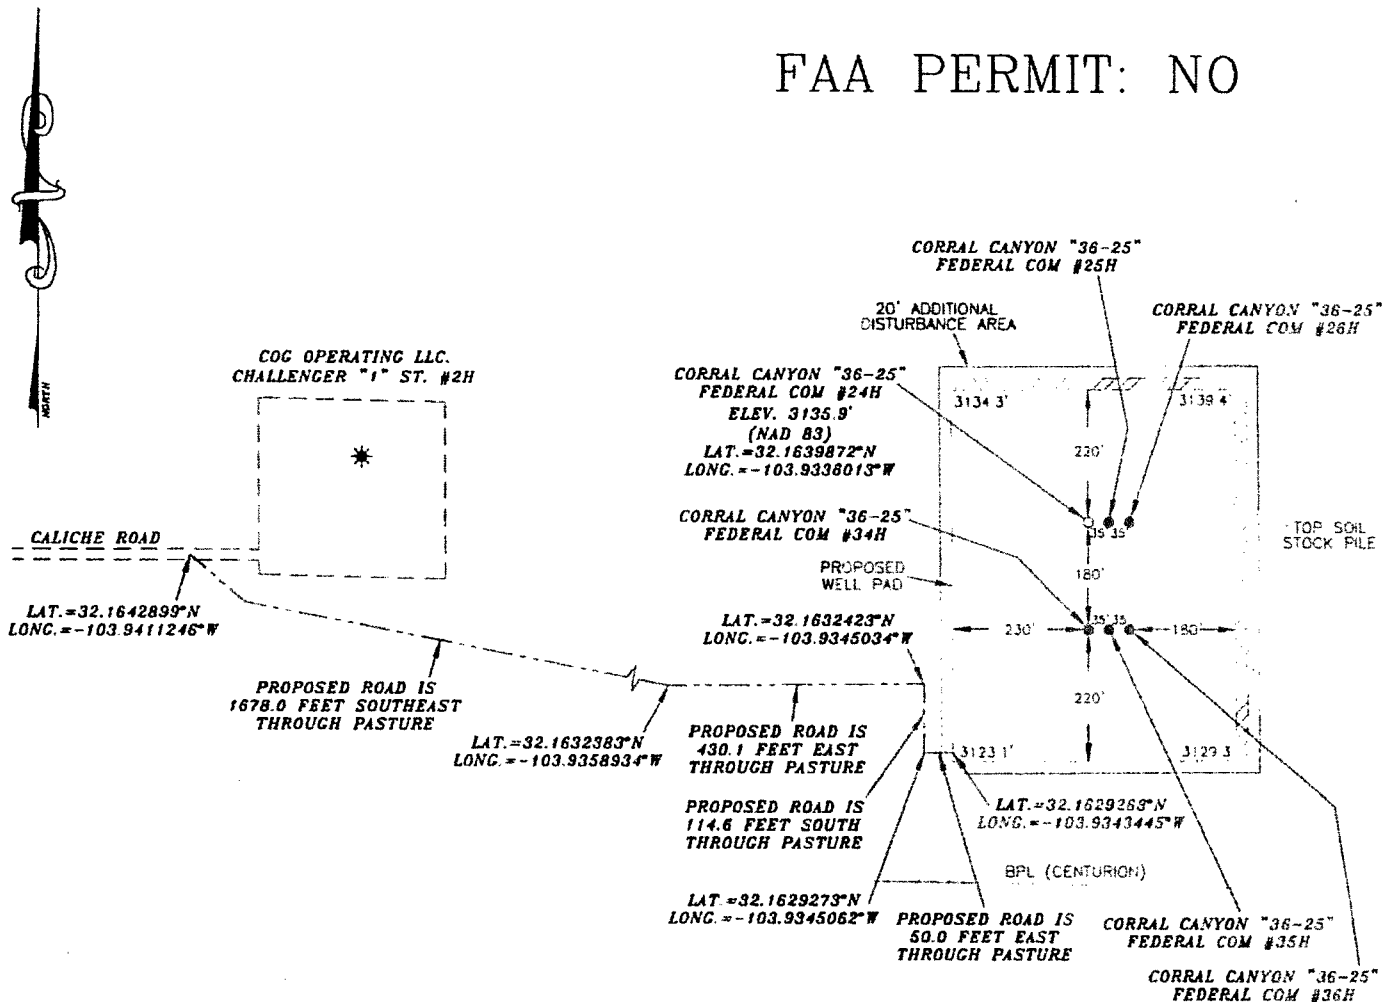 FAA PERMIT: NO
NORTH
CORRAL CANYON "36-25"
FEDERAL COM #25H
20' ADDITIONAL
DISTURBANCE AREA
CORRAL CANYON "36-25"
FEDERAL COM #26H
COG OPERATING LLC.
CHALLENGER "1" ST. #2H
CORRAL CANYON "36-25"
FEDERAL COM #24H
ELEV. 3135.9'
(NAD 83)
LAT.=32.1639872°N
LONG.=-103.9338013°W
3134.3'
3139.4'
220'
CORRAL CANYON "36-25"
FEDERAL COM #34H
35' 35'
TOP SOIL
STOCK PILE
CALICHE ROAD
PROPOSED
WELL PAD
180'
LAT.=32.1642899°N
LONG.=-103.9411246°W
LAT.=32.1632423°N
LONG.=-103.9345034°W
35' 35'
230'
180'
PROPOSED ROAD IS
1678.0 FEET SOUTHEAST
THROUGH PASTURE
220'
LAT.=32.1632383°N
LONG.=-103.9358934°W
PROPOSED ROAD IS
430.1 FEET EAST
THROUGH PASTURE
3123.1'
3129.3
PROPOSED ROAD IS
114.6 FEET SOUTH
THROUGH PASTURE
LAT.=32.1629263°N
LONG.=-103.9343445°W
BPL (CENTURION)
LAT.=32.1629273°N
LONG.=-103.9345062°W
PROPOSED ROAD IS
50.0 FEET EAST
THROUGH PASTURE
CORRAL CANYON "36-25"
FEDERAL COM #35H
CORRAL CANYON "36-25"
FEDERAL COM #36H